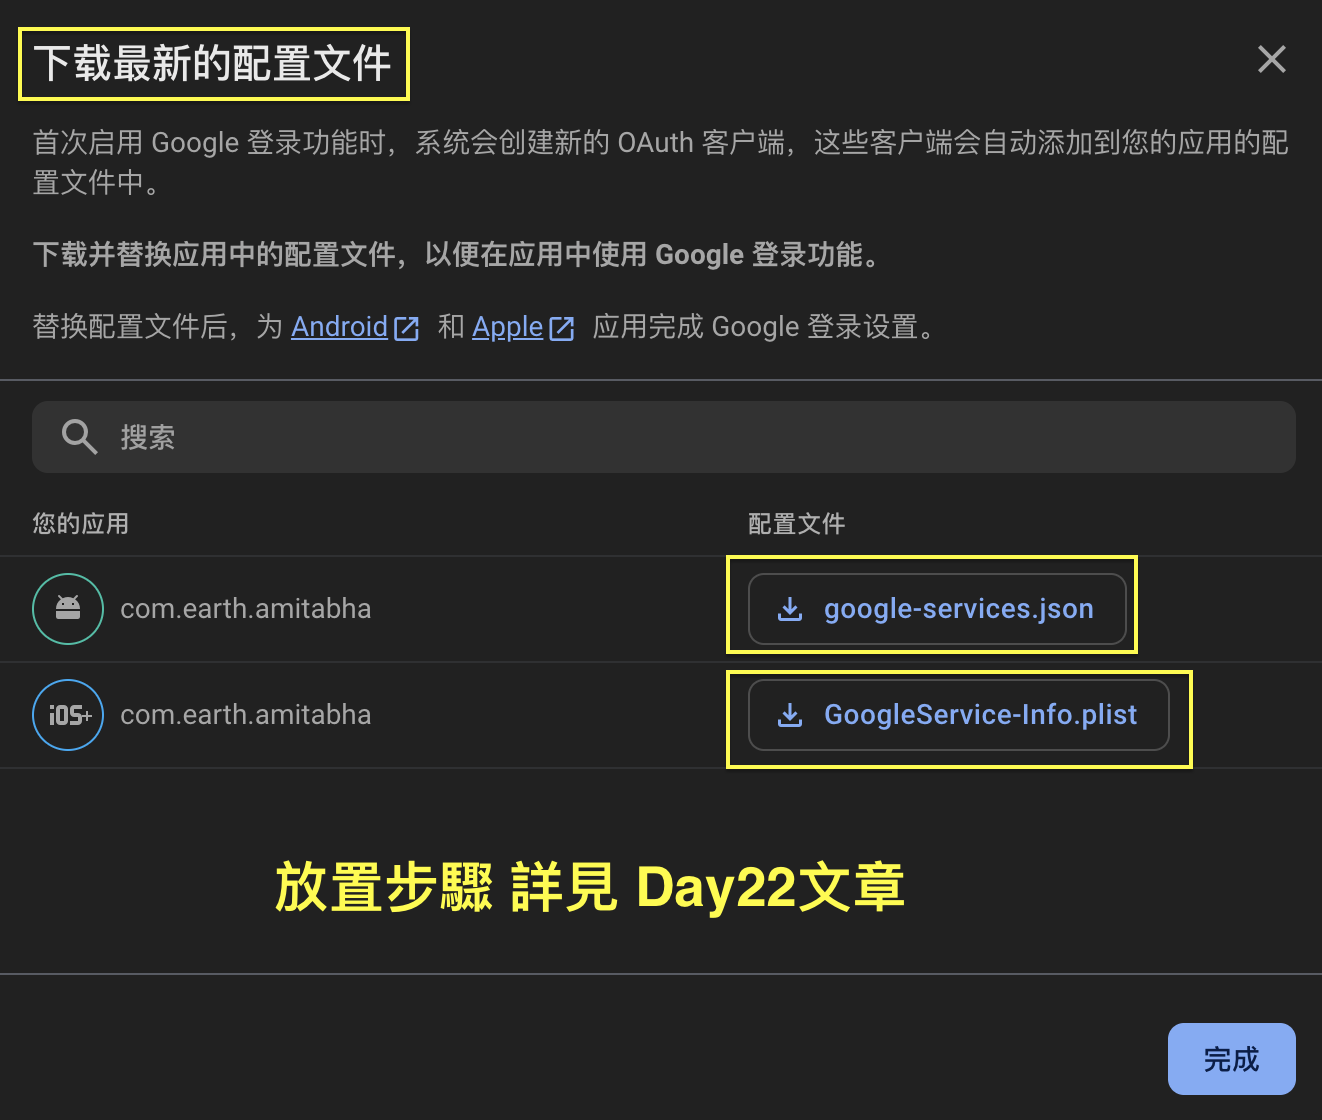 下载最新的配置文件
首次启用 Google 登录功能时，系统会创建新的 OAuth 客户端，这些客户端会自动添加到您的应用的配
置文件中。
下载并替换应用中的配置文件，以便在应用中使用 Google 登录功能。
替换配置文件后，为 Android 和 Apple 应用完成 Google 登录设置。
搜索
您的应用 配置文件
com.earth.amitabha google-services.json
iOS+ com.earth.amitabha GoogleService-Info.plist
放置步驟 詳見 Day22文章
完成